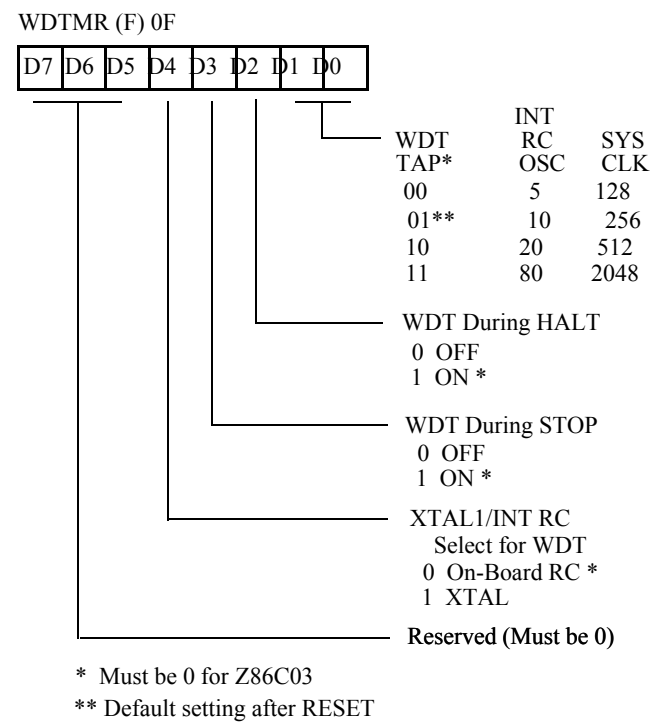 WDTMR (F) 0F
D7 D6 D5 D4 D3 D2 D1 D0
INT
WDT RC SYS
TAP* OSC CLK
00 5 128
01** 10 256
10 20 512
11 80 2048
WDT During HALT
0 OFF
1 ON *
WDT During STOP
0 OFF
1 ON *
XTAL1/INT RC
Select for WDT
0 On-Board RC *
1 XTAL
Reserved (Must be 0)
* Must be 0 for Z86C03
** Default setting after RESET